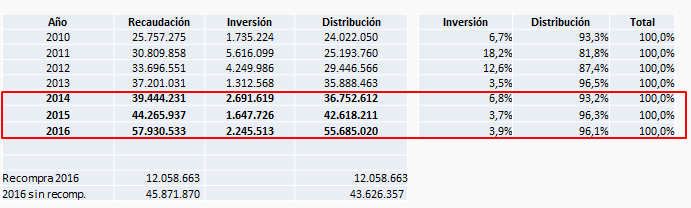 Año Recaudación Inversión Distribución Inversión Distribución Total
2010 25.757.275 1.735.224 24.022.050 6,7% 93,3% 100,0%
2011 30.809.858 5.616.099 25.193.760 18,2% 81,8% 100,0%
2012 33.696.551 4.249.986 29.446.566 12,6% 87,4% 100,0%
2013 37.201.031 1.312.568 35.888.463 3,5% 96,5% 100,0%
2014 39.444.231 2.691.619 36.752.612 6,8% 93,2% 100,0%
2015 44.265.937 1.647.726 42.618.211 3,7% 96,3% 100,0%
2016 57.930.533 2.245.513 55.685.020 3,9% 96,1% 100,0%
Recompra 2016 12.058.663 12.058.663
2016 sin recomp. 45.871.870 43.626.357